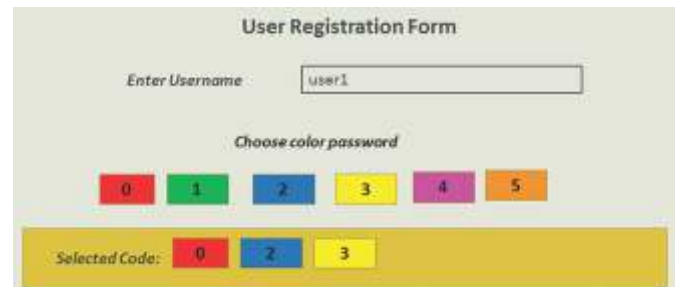 User Registration Form
Enter Username user1
Choose color password
0 1 2 3 4 5
Selected Code: 0 2 3